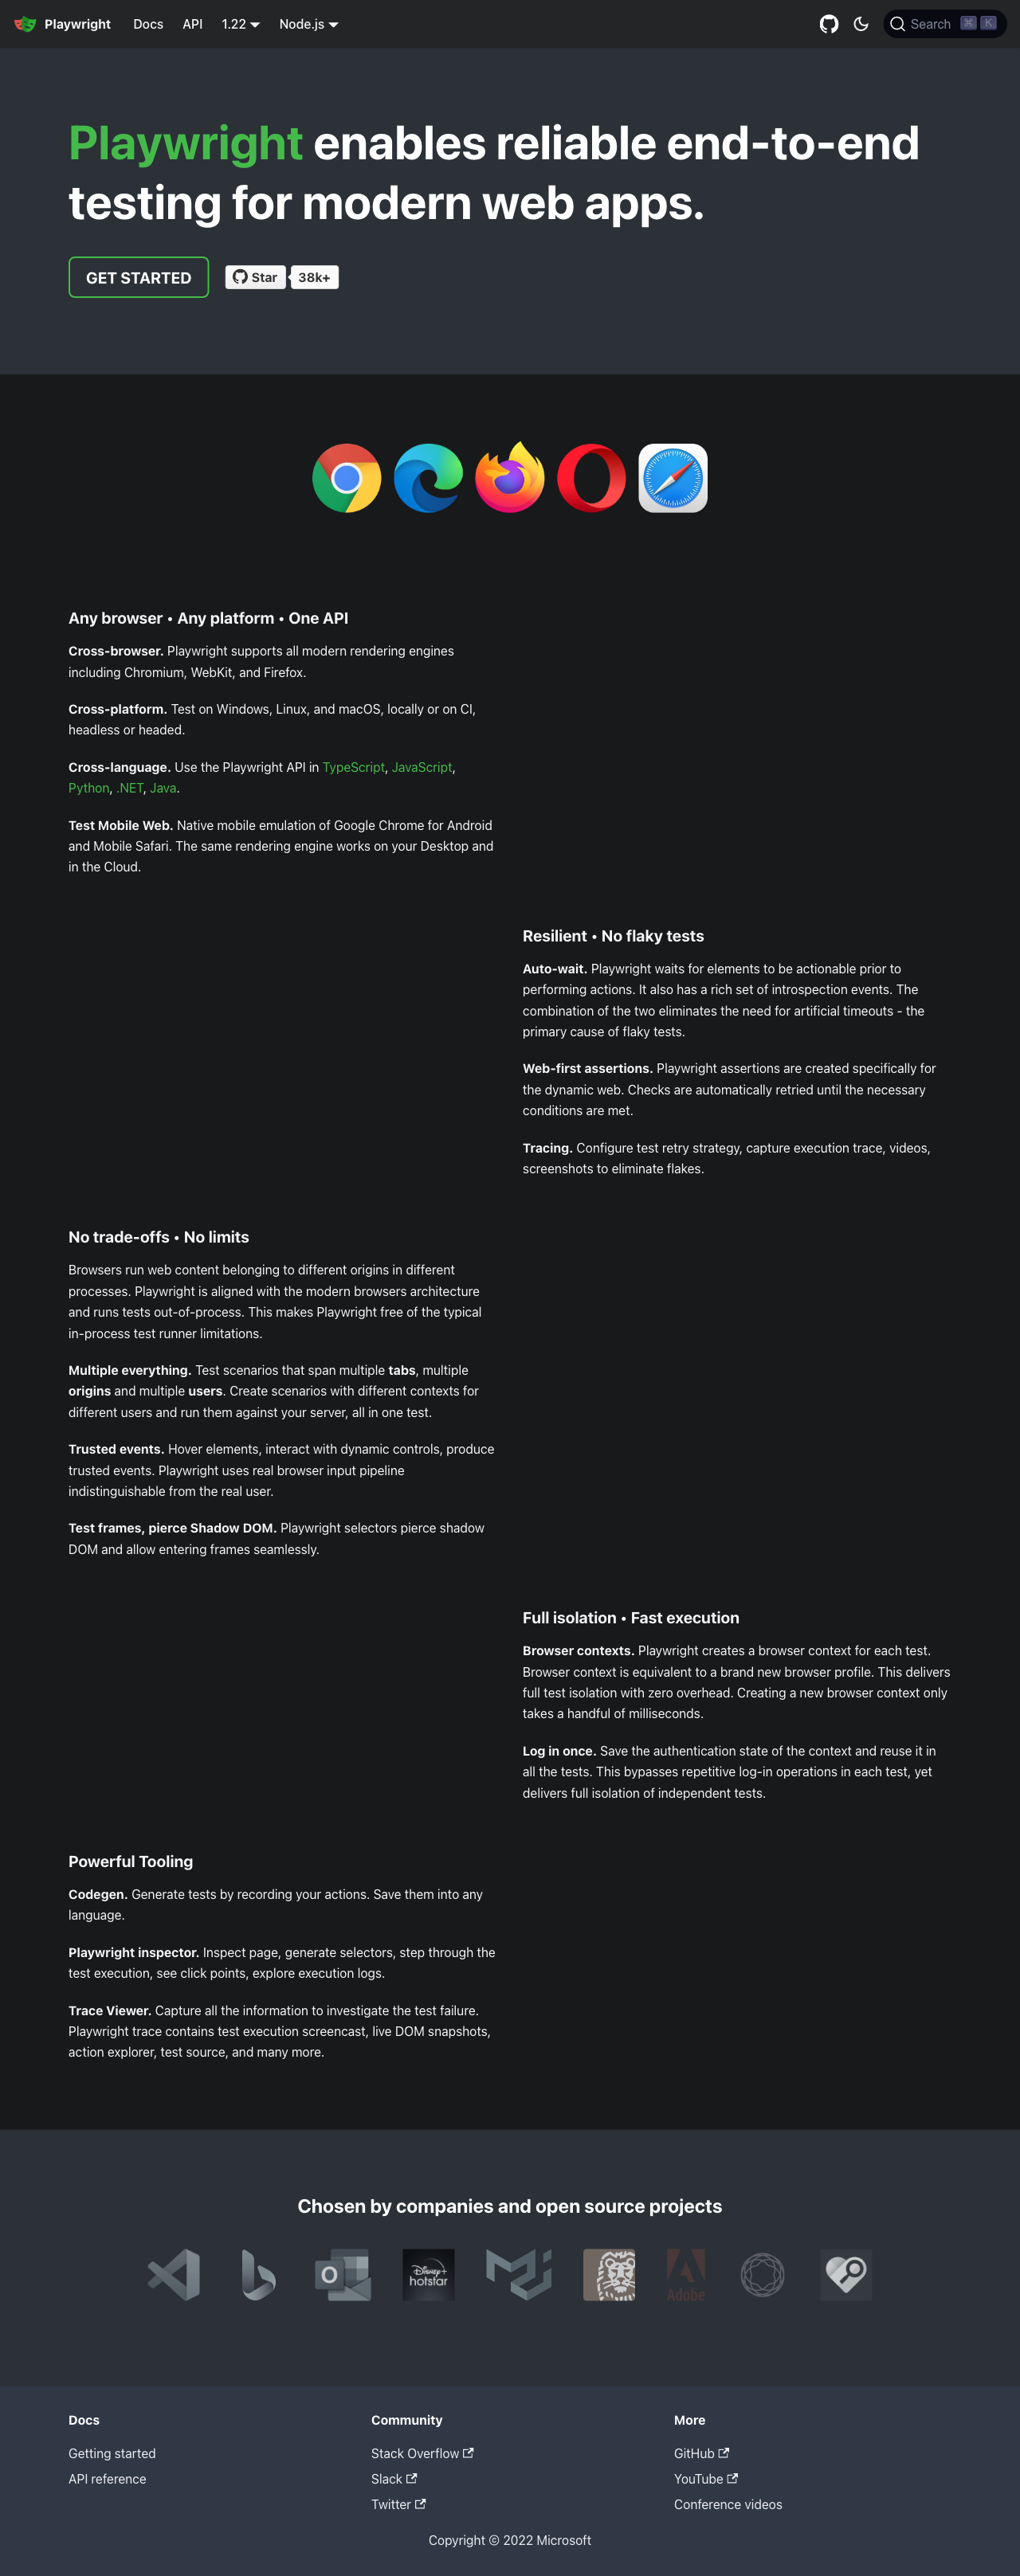 Playwright Docs API 1.22 Node.js Search ⌘ K
Playwright enables reliable end-to-end
testing for modern web apps.
GET STARTED Star 38k+
Any browser • Any platform • One API
Cross-browser. Playwright supports all modern rendering engines
including Chromium, WebKit, and Firefox.
Cross-platform. Test on Windows, Linux, and macOS, locally or on CI,
headless or headed.
Cross-language. Use the Playwright API in TypeScript, JavaScript,
Python, .NET, Java.
Test Mobile Web. Native mobile emulation of Google Chrome for Android
and Mobile Safari. The same rendering engine works on your Desktop and
in the Cloud.
Resilient • No flaky tests
Auto-wait. Playwright waits for elements to be actionable prior to
performing actions. It also has a rich set of introspection events. The
combination of the two eliminates the need for artificial timeouts - the
primary cause of flaky tests.
Web-first assertions. Playwright assertions are created specifically for
the dynamic web. Checks are automatically retried until the necessary
conditions are met.
Tracing. Configure test retry strategy, capture execution trace, videos,
screenshots to eliminate flakes.
No trade-offs • No limits
Browsers run web content belonging to different origins in different
processes. Playwright is aligned with the modern browsers architecture
and runs tests out-of-process. This makes Playwright free of the typical
in-process test runner limitations.
Multiple everything. Test scenarios that span multiple tabs, multiple
origins and multiple users. Create scenarios with different contexts for
different users and run them against your server, all in one test.
Trusted events. Hover elements, interact with dynamic controls, produce
trusted events. Playwright uses real browser input pipeline
indistinguishable from the real user.
Test frames, pierce Shadow DOM. Playwright selectors pierce shadow
DOM and allow entering frames seamlessly.
Full isolation • Fast execution
Browser contexts. Playwright creates a browser context for each test.
Browser context is equivalent to a brand new browser profile. This delivers
full test isolation with zero overhead. Creating a new browser context only
takes a handful of milliseconds.
Log in once. Save the authentication state of the context and reuse it in
all the tests. This bypasses repetitive log-in operations in each test, yet
delivers full isolation of independent tests.
Powerful Tooling
Codegen. Generate tests by recording your actions. Save them into any
language.
Playwright inspector. Inspect page, generate selectors, step through the
test execution, see click points, explore execution logs.
Trace Viewer. Capture all the information to investigate the test failure.
Playwright trace contains test execution screencast, live DOM snapshots,
action explorer, test source, and many more.
Chosen by companies and open source projects
Disney+
hotstar
Adobe
Docs
Getting started
API reference
Community
Stack Overflow
Slack
Twitter
More
GitHub
YouTube
Conference videos
Copyright © 2022 Microsoft